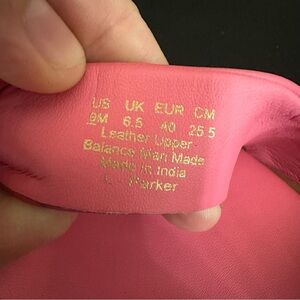 US UK EUR CM
9M 6.5 40 25.5
Leather Upper
Balance Man Made
Made in India
L - Parker